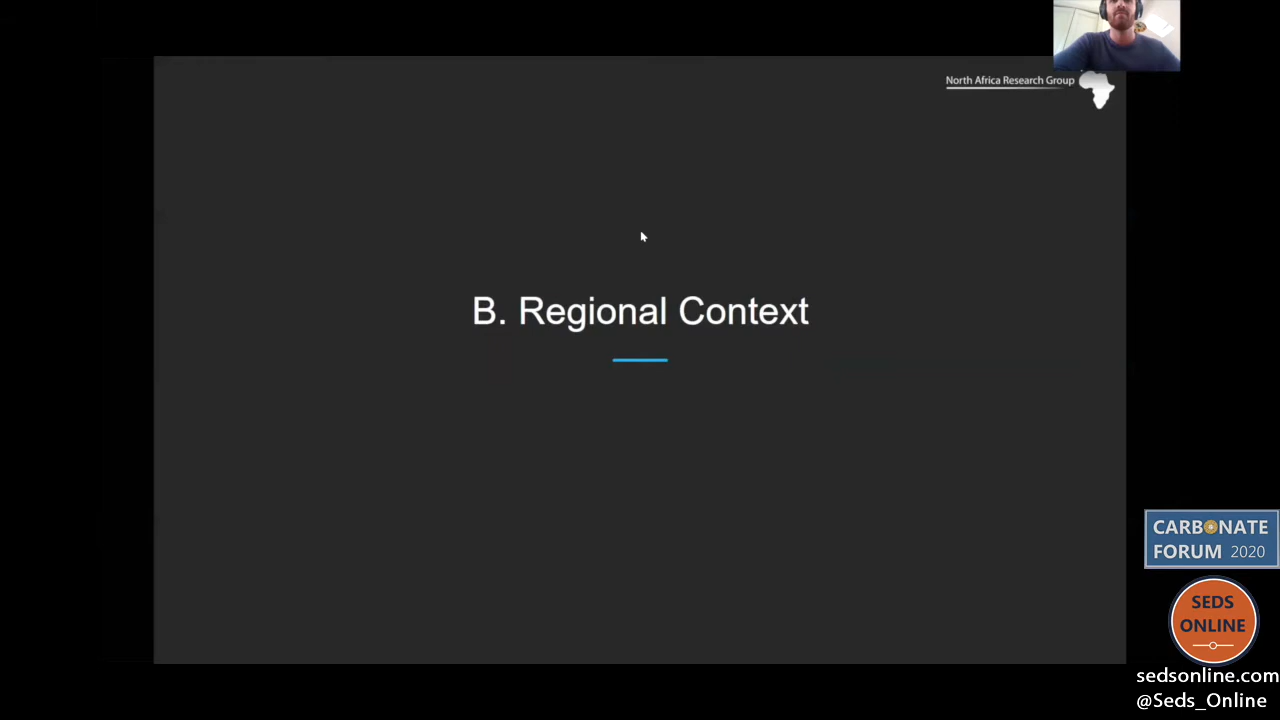 North Africa Research Group
B. Regional Context
CARBONATE
FORUM 2020
SEDS
ONLINE
sedsonline.com
@Seds_Online